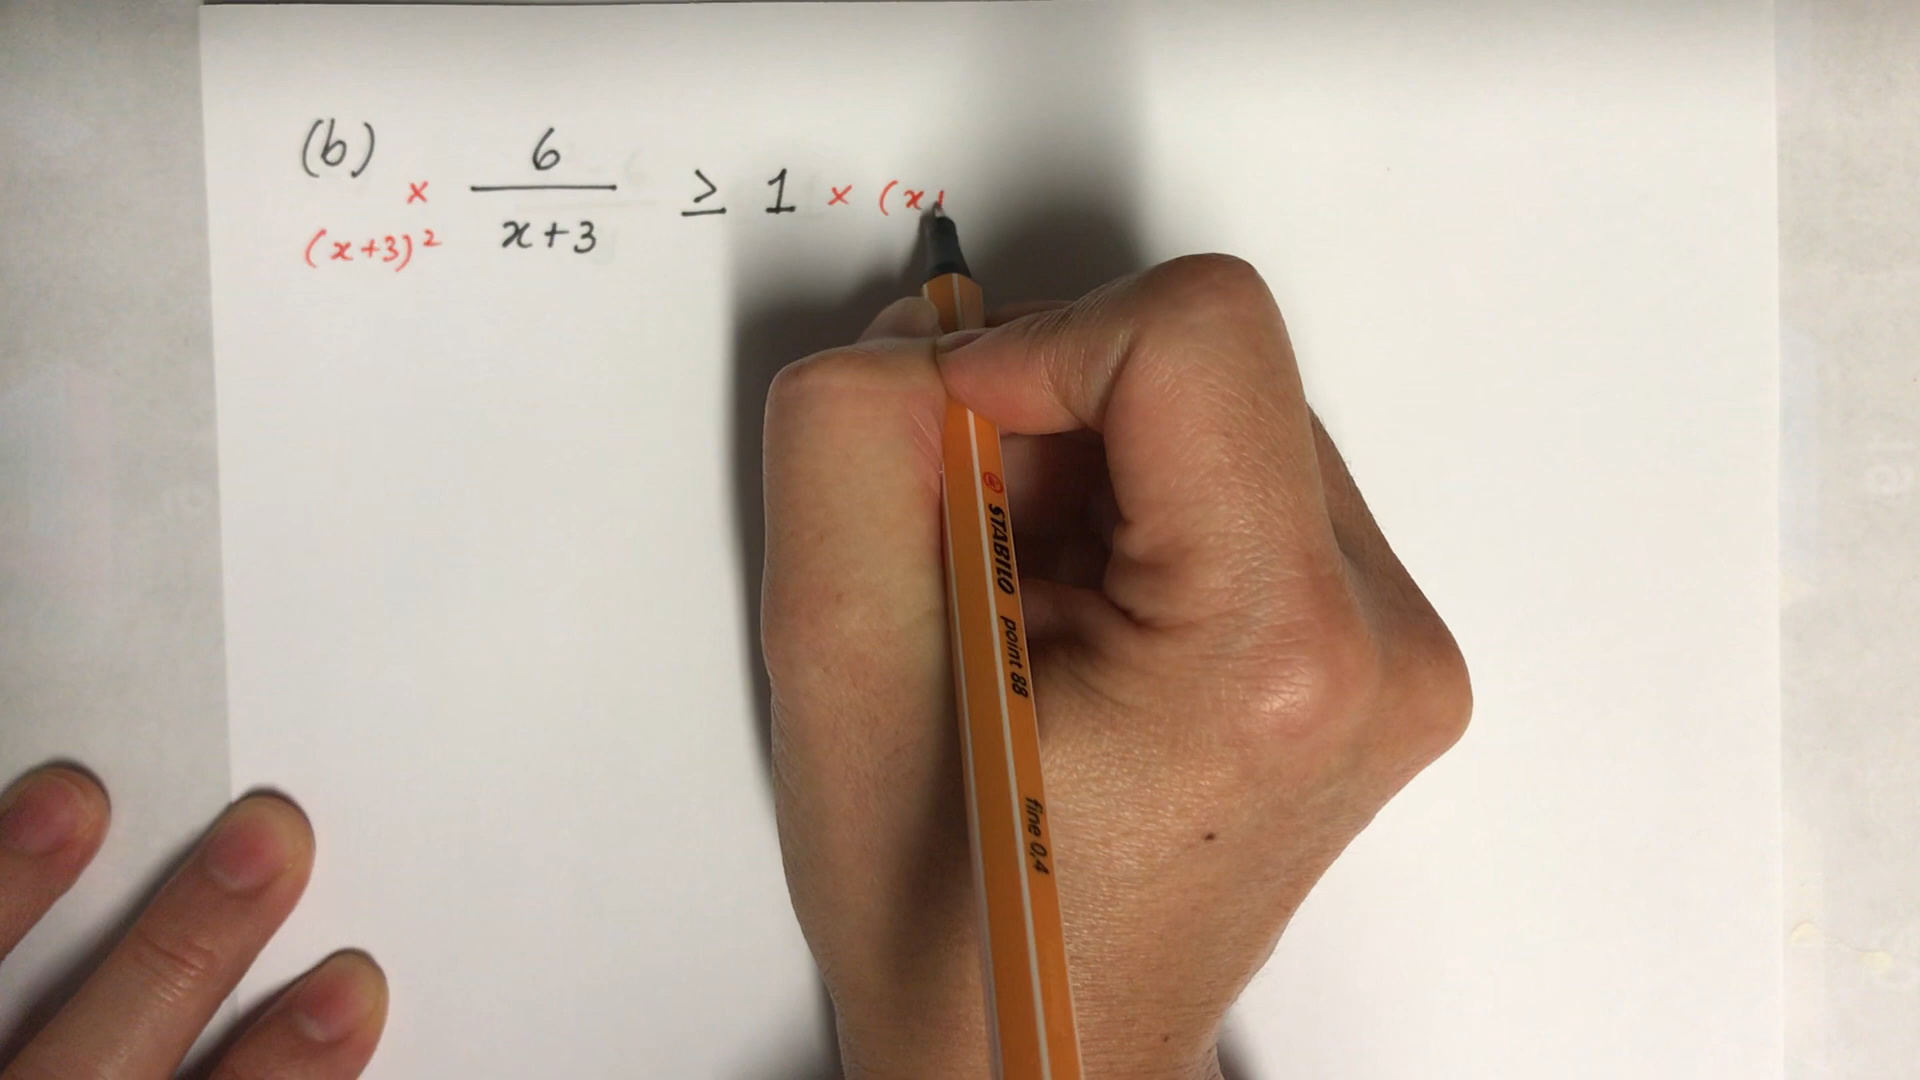 (b) × 6/(x+3) ≥ 1 × (x
(x+3)²
STABILO point 88 fine 0,4